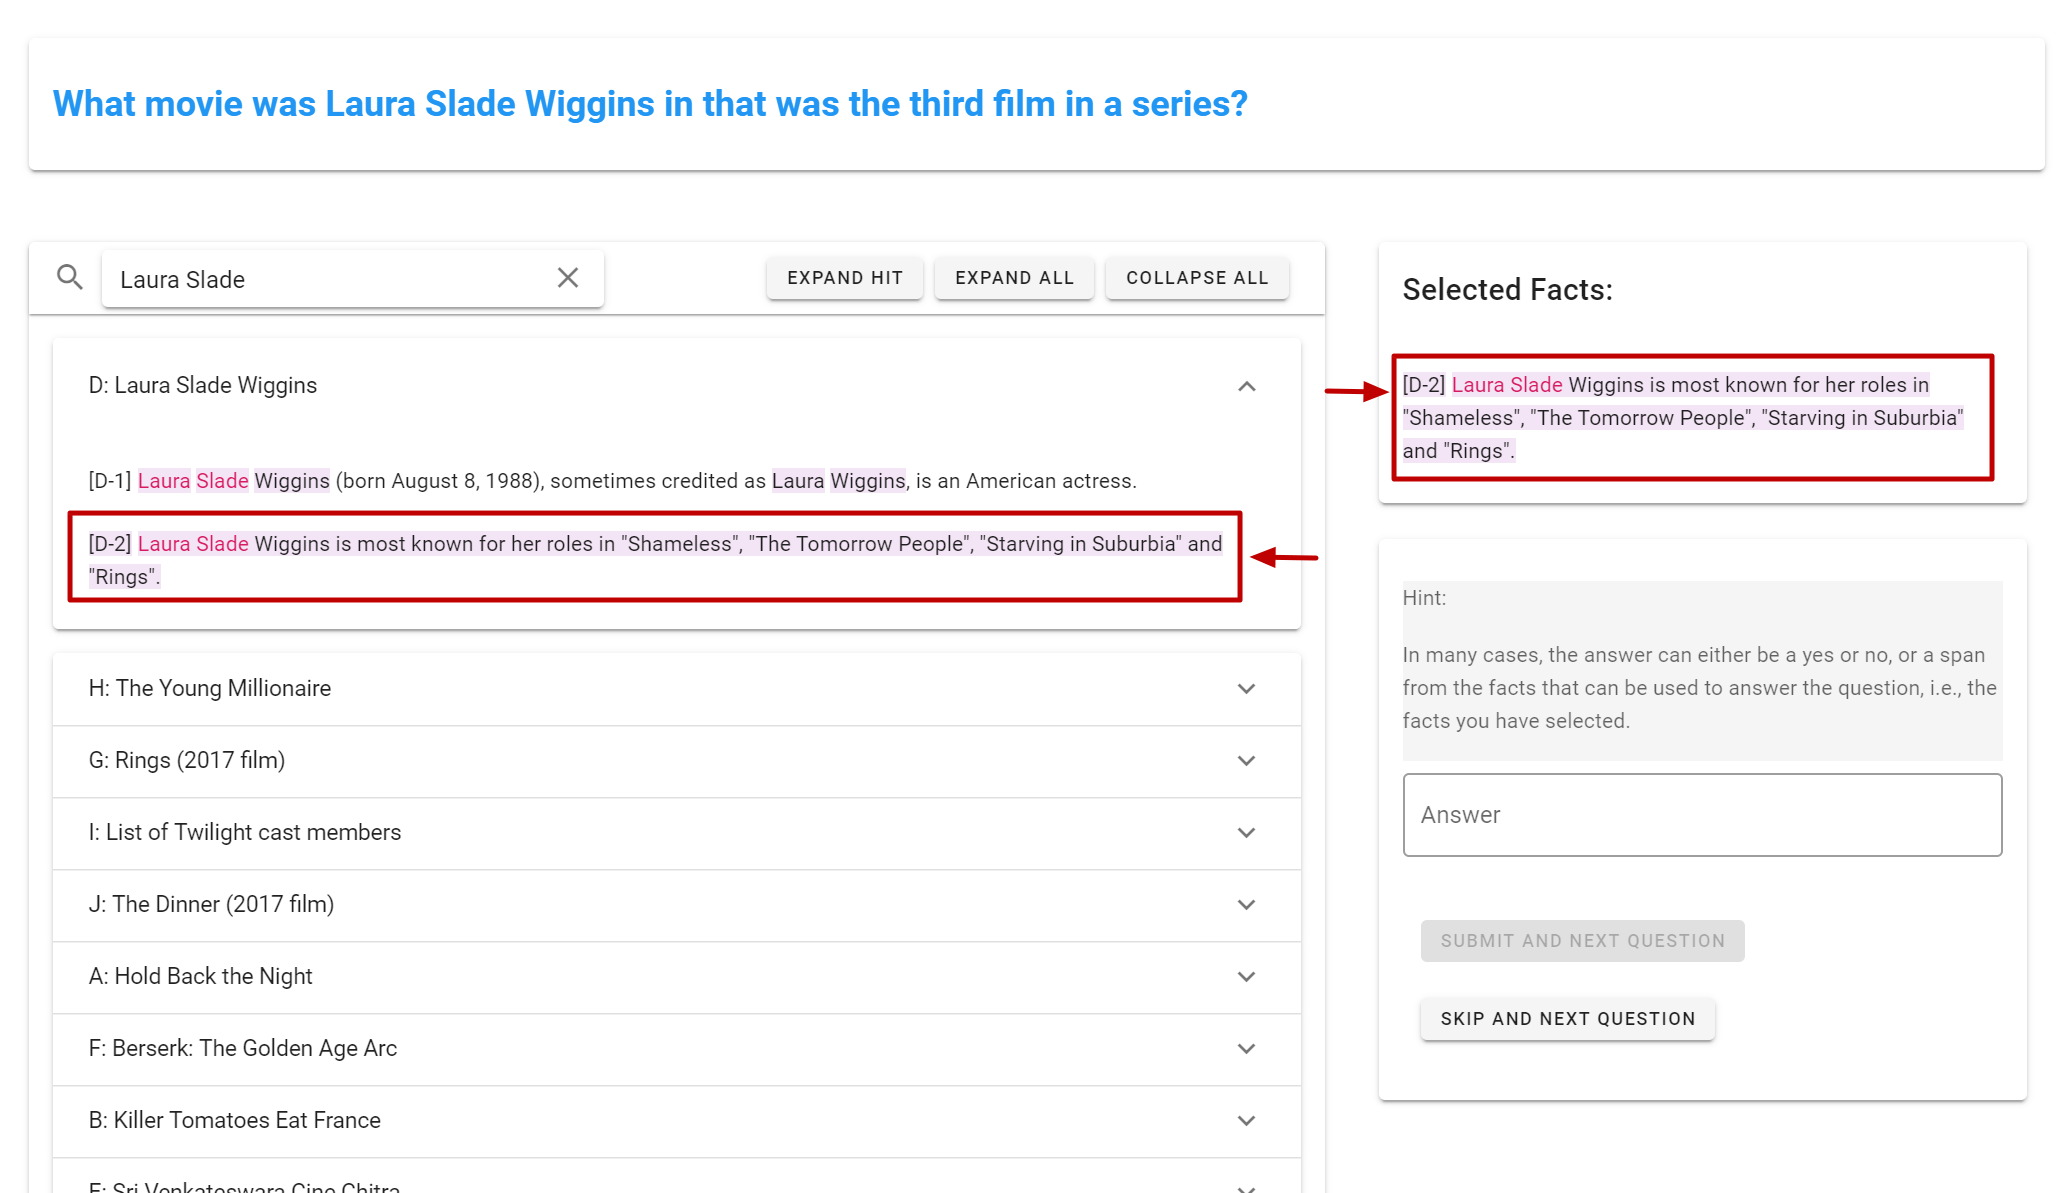 What movie was Laura Slade Wiggins in that was the third film in a series?
Laura Slade
EXPAND HIT
EXPAND ALL
COLLAPSE ALL
D: Laura Slade Wiggins
[D-1] Laura Slade Wiggins (born August 8, 1988), sometimes credited as Laura Wiggins, is an American actress.
[D-2] Laura Slade Wiggins is most known for her roles in "Shameless", "The Tomorrow People", "Starving in Suburbia" and
"Rings".
H: The Young Millionaire
G: Rings (2017 film)
I: List of Twilight cast members
J: The Dinner (2017 film)
A: Hold Back the Night
F: Berserk: The Golden Age Arc
B: Killer Tomatoes Eat France
E: Sri Venkateswara Cine Chitra
Selected Facts:
[D-2] Laura Slade Wiggins is most known for her roles in
"Shameless", "The Tomorrow People", "Starving in Suburbia"
and "Rings".
Hint:
In many cases, the answer can either be a yes or no, or a span
from the facts that can be used to answer the question, i.e., the
facts you have selected.
Answer
SUBMIT AND NEXT QUESTION
SKIP AND NEXT QUESTION